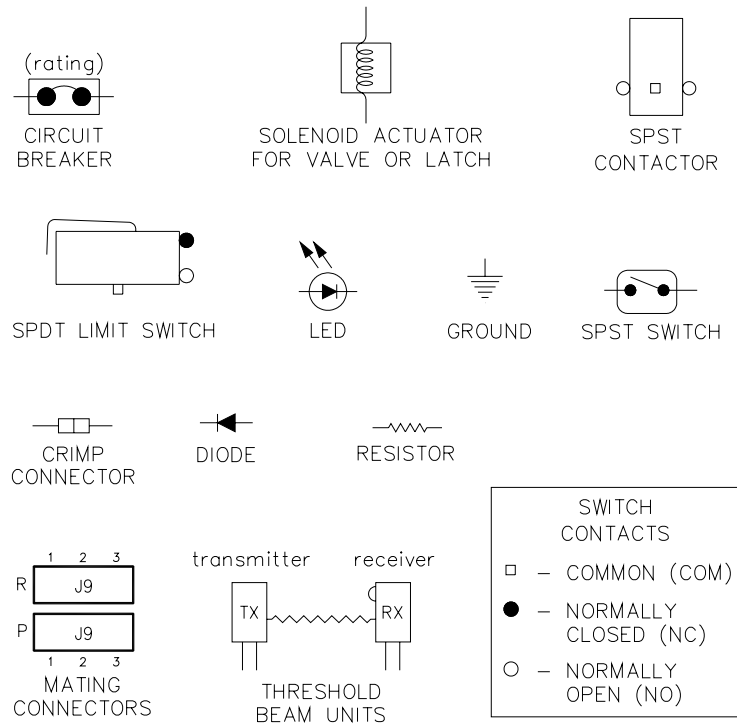 (rating)
CIRCUIT
BREAKER
SOLENOID ACTUATOR
FOR VALVE OR LATCH
SPST
CONTACTOR
SPDT LIMIT SWITCH
LED
GROUND
SPST SWITCH
CRIMP
CONNECTOR
DIODE
RESISTOR
1 2 3
R J9
P J9
1 2 3
MATING
CONNECTORS
transmitter receiver
TX RX
THRESHOLD
BEAM UNITS
SWITCH
CONTACTS
– COMMON (COM)
– NORMALLY
CLOSED (NC)
– NORMALLY
OPEN (NO)